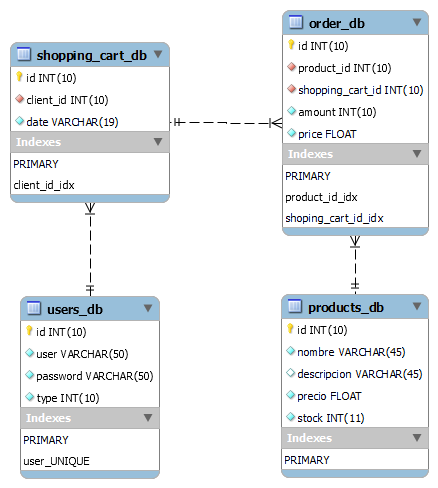 shopping_cart_db
id INT(10)
client_id INT(10)
date VARCHAR(19)
Indexes
PRIMARY
client_id_idx
order_db
id INT(10)
product_id INT(10)
shopping_cart_id INT(10)
amount INT(10)
price FLOAT
Indexes
PRIMARY
product_id_idx
shoping_cart_id_idx
users_db
id INT(10)
user VARCHAR(50)
password VARCHAR(50)
type INT(10)
Indexes
PRIMARY
user_UNIQUE
products_db
id INT(10)
nombre VARCHAR(45)
descripcion VARCHAR(45)
precio FLOAT
stock INT(11)
Indexes
PRIMARY